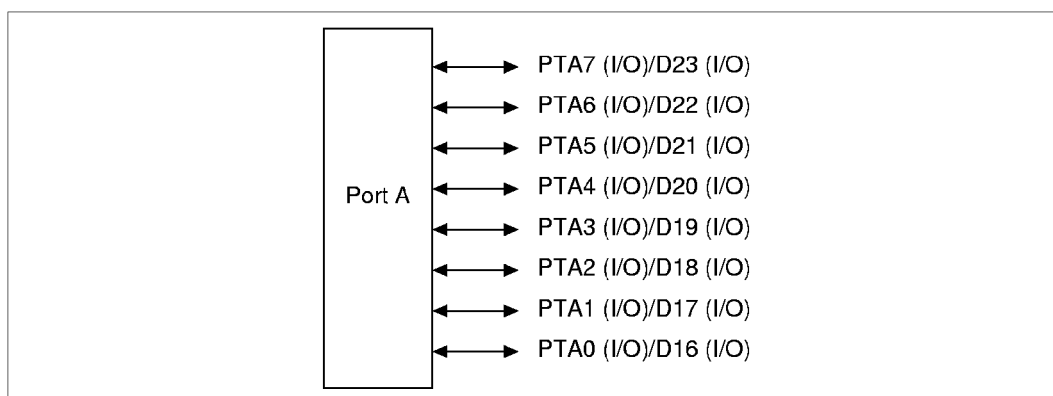 PTA7 (I/O)/D23 (I/O)
PTA6 (I/O)/D22 (I/O)
PTA5 (I/O)/D21 (I/O)
PTA4 (I/O)/D20 (I/O)
Port A
PTA3 (I/O)/D19 (I/O)
PTA2 (I/O)/D18 (I/O)
PTA1 (I/O)/D17 (I/O)
PTA0 (I/O)/D16 (I/O)